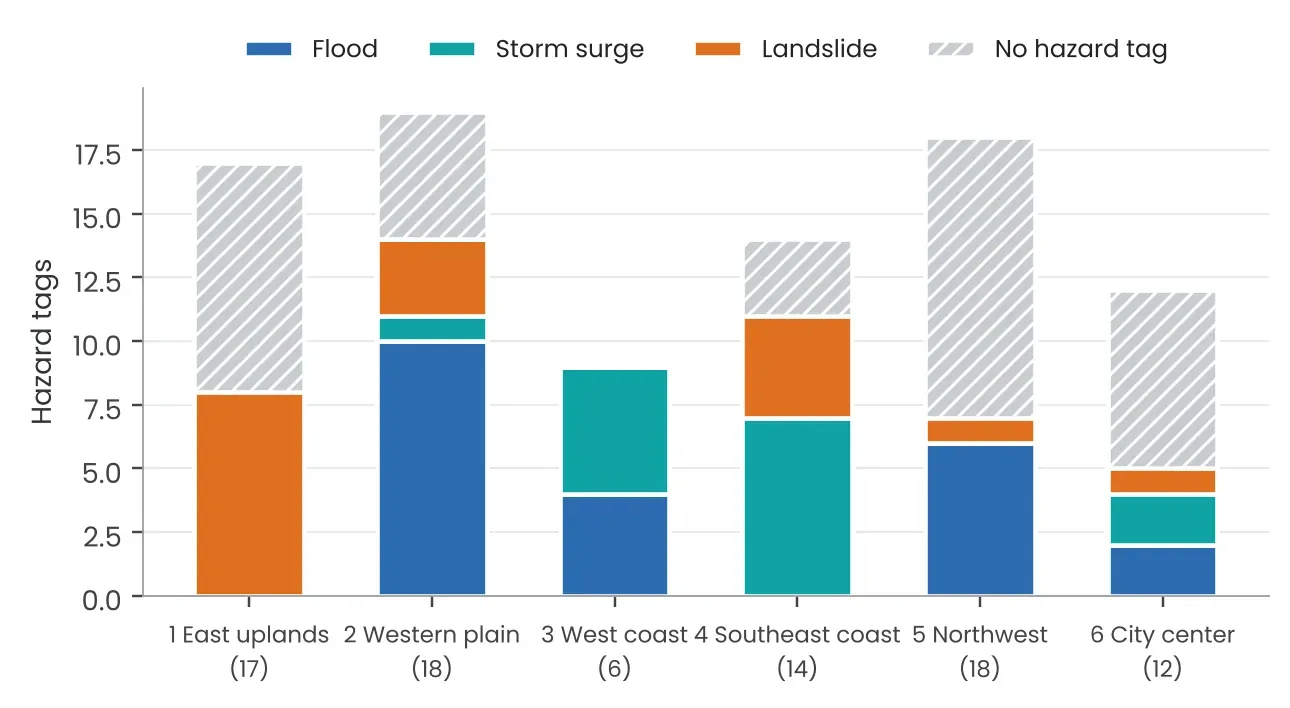 Flood Storm surge Landslide No hazard tag
Hazard tags
17.5
15.0
12.5
10.0
7.5
5.0
2.5
0.0
1 East uplands 2 Western plain 3 West coast 4 Southeast coast 5 Northwest 6 City center
(17) (18) (6) (14) (18) (12)